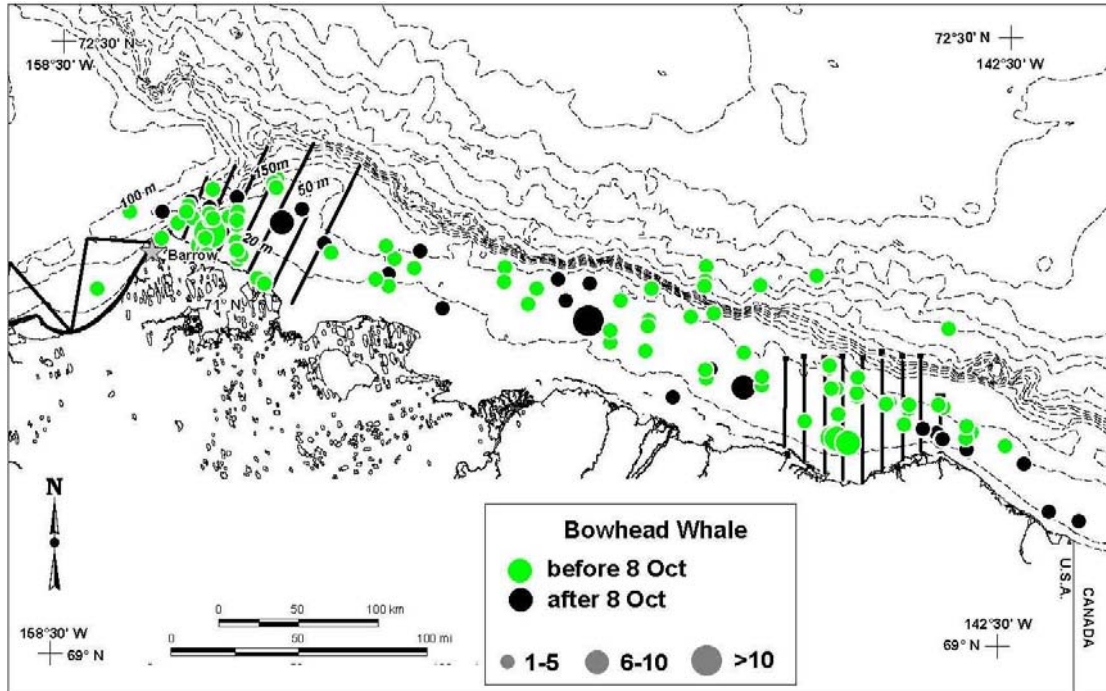 72°30' N
158°30' W
72°30' N
142°30' W
100 m
150m
50 m
20 m
Barrow
71° N
N
Bowhead Whale
before 8 Oct
after 8 Oct
1-5
6-10
>10
0 50 100 km
0 50 100 mi
158°30' W
69° N
142°30' W
69° N
U.S.A.
CANADA